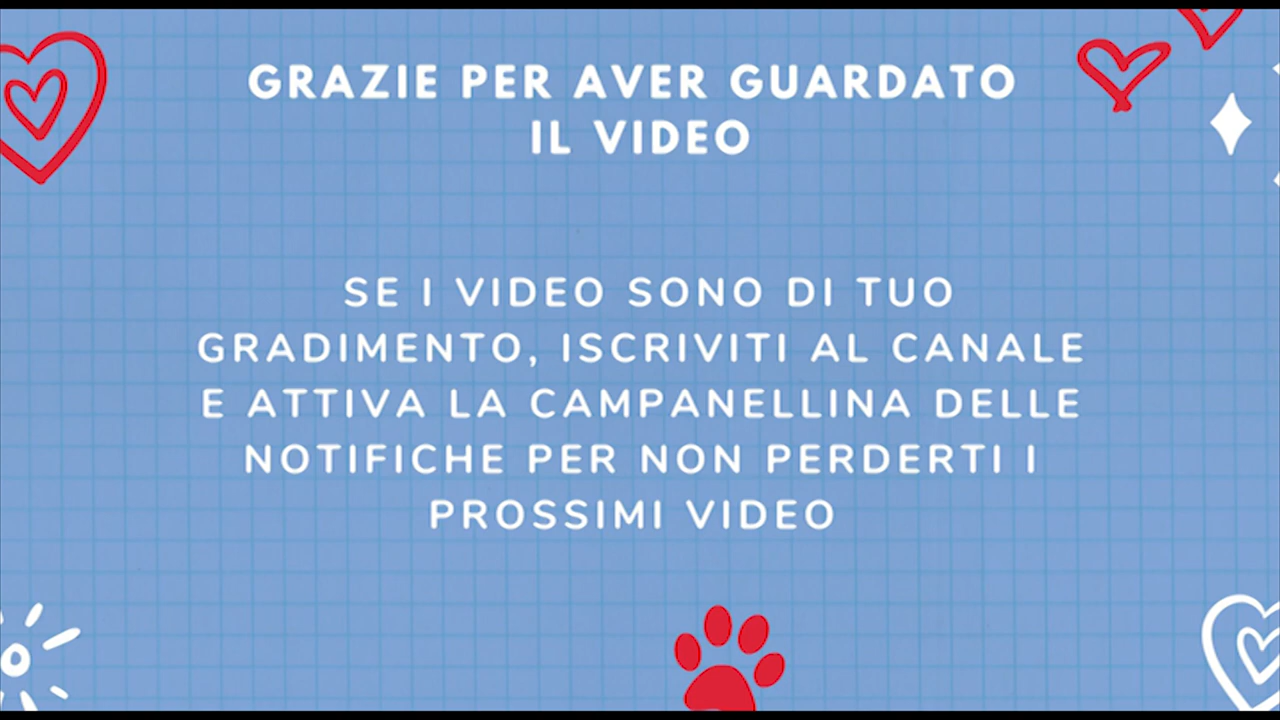 GRAZIE PER AVER GUARDATO
IL VIDEO
SE I VIDEO SONO DI TUO
GRADIMENTO, ISCRIVITI AL CANALE
E ATTIVA LA CAMPANELLINA DELLE
NOTIFICHE PER NON PERDERTI I
PROSSIMI VIDEO